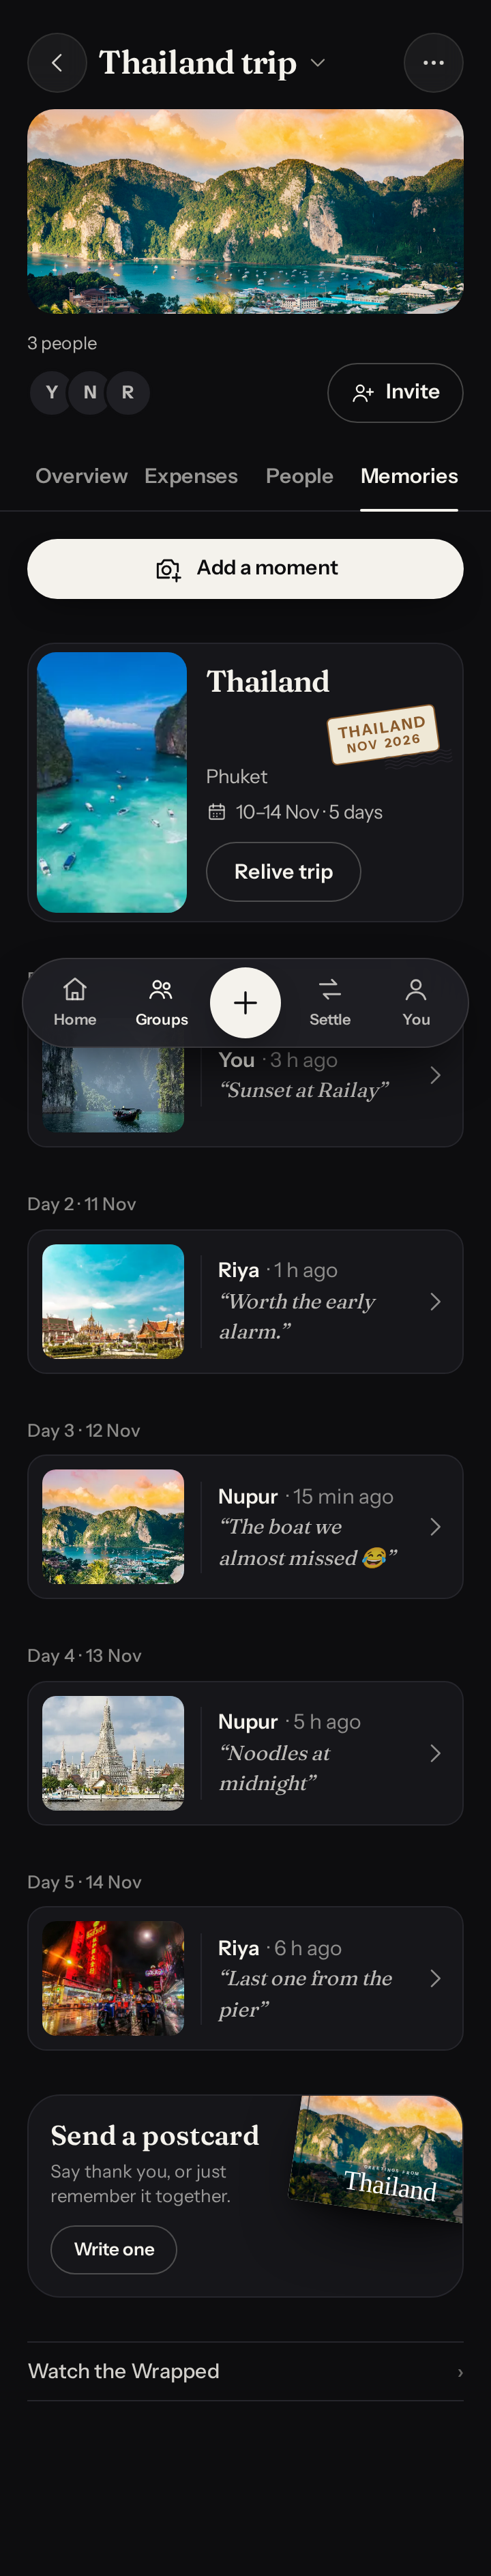 Thailand trip
3 people
Y N R
Invite
Overview Expenses People Memories
Add a moment
Thailand
THAILAND
NOV 2026
Phuket
10–14 Nov · 5 days
Relive trip
Home Groups Settle You
You · 3 h ago
“Sunset at Railay”
Day 2 · 11 Nov
Riya · 1 h ago
“Worth the early
alarm.”
Day 3 · 12 Nov
Nupur · 15 min ago
“The boat we
almost missed 😂”
Day 4 · 13 Nov
Nupur · 5 h ago
“Noodles at
midnight”
Day 5 · 14 Nov
Riya · 6 h ago
“Last one from the
pier”
Send a postcard
Say thank you, or just
remember it together.
GREETINGS FROM
Thailand
Write one
Watch the Wrapped